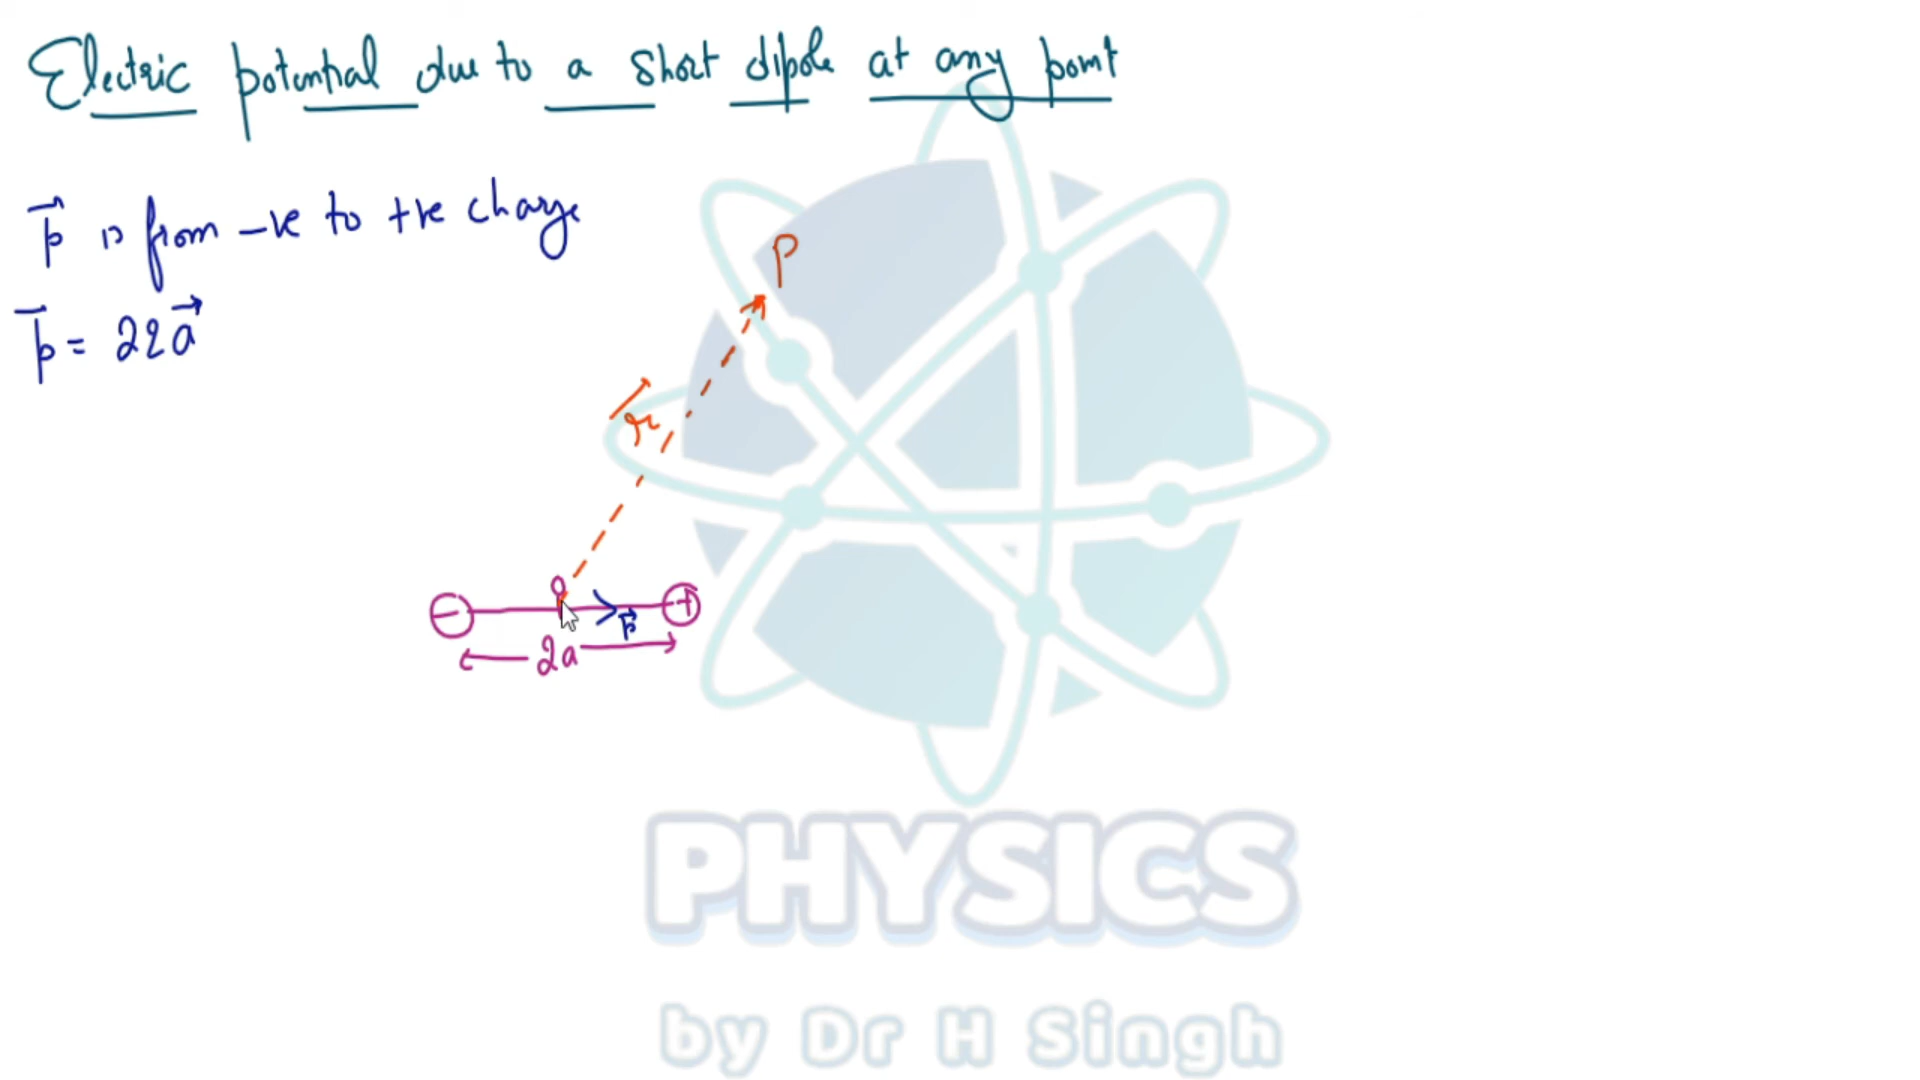 Electric potential due to a short dipole at any point
p⃗ is from -ve to +ve charge
p⃗ = 2qa⃗
P
r⃗
O
- +
p⃗
2a
PHYSICS
by Dr H Singh